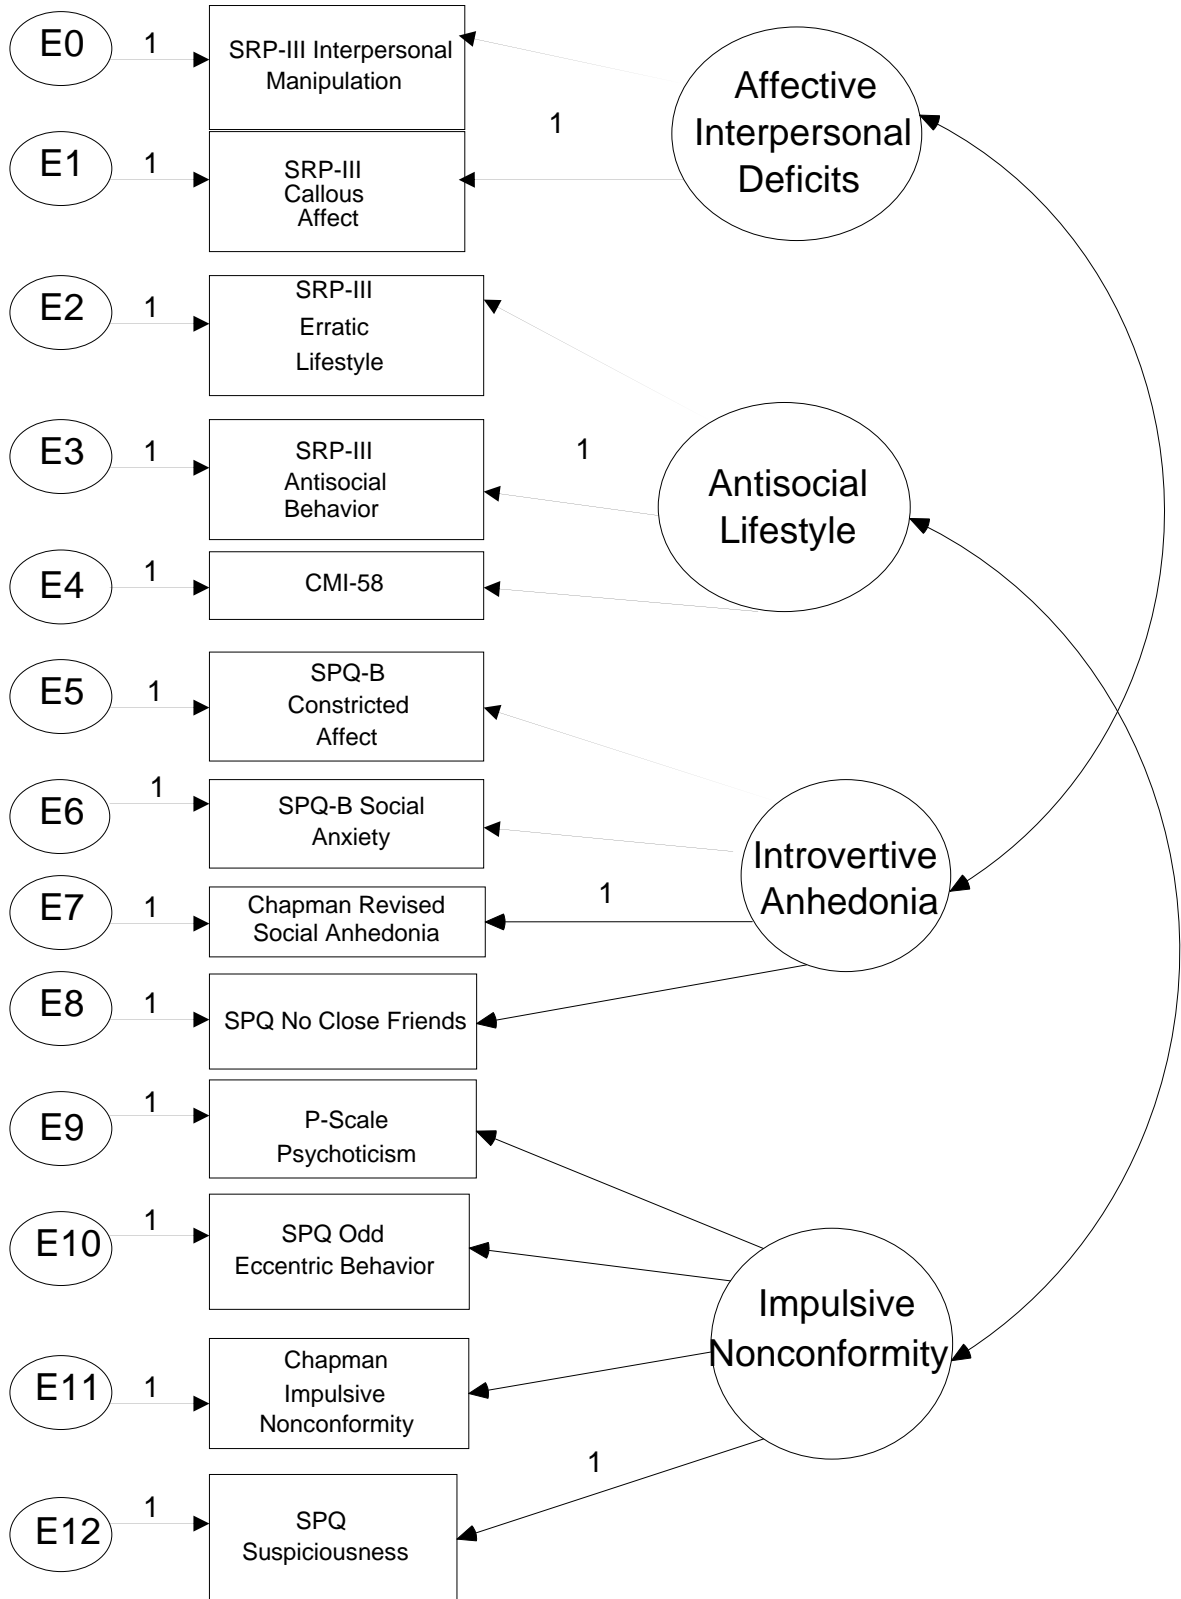 E0
1
SRP-III Interpersonal
Manipulation
Affective
Interpersonal
Deficits
1
E1
1
SRP-III
Callous
Affect
E2
1
SRP-III
Erratic
Lifestyle
E3
1
SRP-III
Antisocial
Behavior
1
Antisocial
Lifestyle
E4
1
CMI-58
E5
1
SPQ-B
Constricted
Affect
E6
1
SPQ-B Social
Anxiety
Introvertive
Anhedonia
E7
1
Chapman Revised
Social Anhedonia
1
E8
1
SPQ No Close Friends
E9
1
P-Scale
Psychoticism
E10
1
SPQ Odd
Eccentric Behavior
Impulsive
Nonconformity
E11
1
Chapman
Impulsive
Nonconformity
1
E12
1
SPQ
Suspiciousness